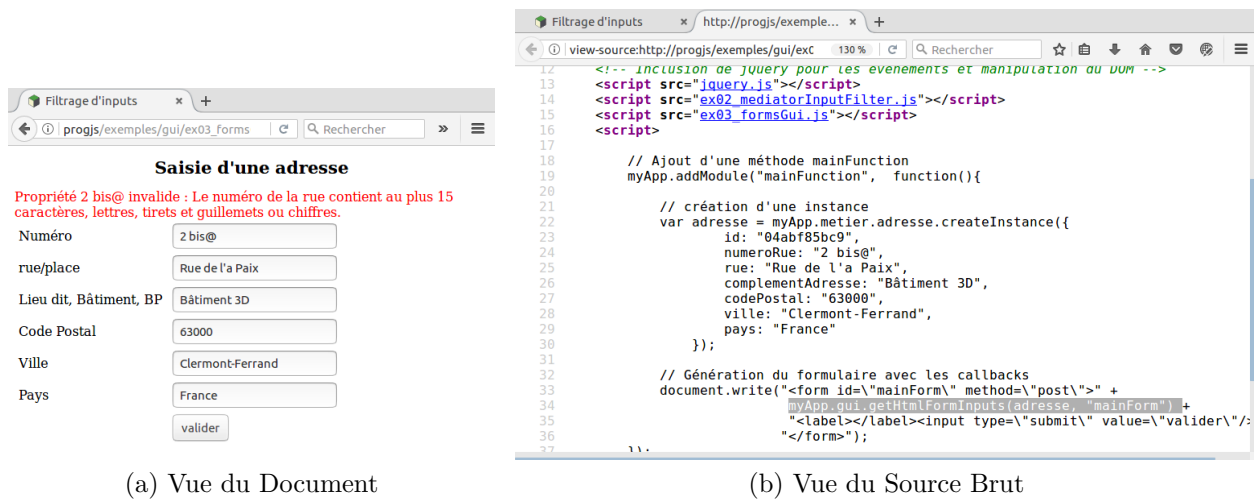 Filtrage d'inputs × +
progjs/exemples/gui/ex03_forms Rechercher »
Saisie d'une adresse
Propriété 2 bis@ invalide : Le numéro de la rue contient au plus 15
caractères, lettres, tirets et guillemets ou chiffres.
Numéro 2 bis@
rue/place Rue de l'a Paix
Lieu dit, Bâtiment, BP Bâtiment 3D
Code Postal 63000
Ville Clermont-Ferrand
Pays France
valider
(a) Vue du Document
Filtrage d'inputs × http://progjs/exemple... × +
view-source:http://progjs/exemples/gui/ex0 130 % Rechercher
12 <!-- Inclusion de jQuery pour les événements et manipulation du DOM -->
13 <script src="jquery.js"></script>
14 <script src="ex02_mediatorInputFilter.js"></script>
15 <script src="ex03_formsGui.js"></script>
16 <script>
17
18 // Ajout d'une méthode mainFunction
19 myApp.addModule("mainFunction", function(){
20
21 // création d'une instance
22 var adresse = myApp.metier.adresse.createInstance({
23 id: "04abf85bc9",
24 numeroRue: "2 bis@",
25 rue: "Rue de l'a Paix",
26 complementAdresse: "Bâtiment 3D",
27 codePostal: "63000",
28 ville: "Clermont-Ferrand",
29 pays: "France"
30 });
31
32 // Génération du formulaire avec les callbacks
33 document.write("<form id=\"mainForm\" method=\"post\">" +
34 myApp.gui.getHtmlFormInputs(adresse, "mainForm") +
35 "<label></label><input type=\"submit\" value=\"valider\"/>
36 "</form>");
37 });
(b) Vue du Source Brut